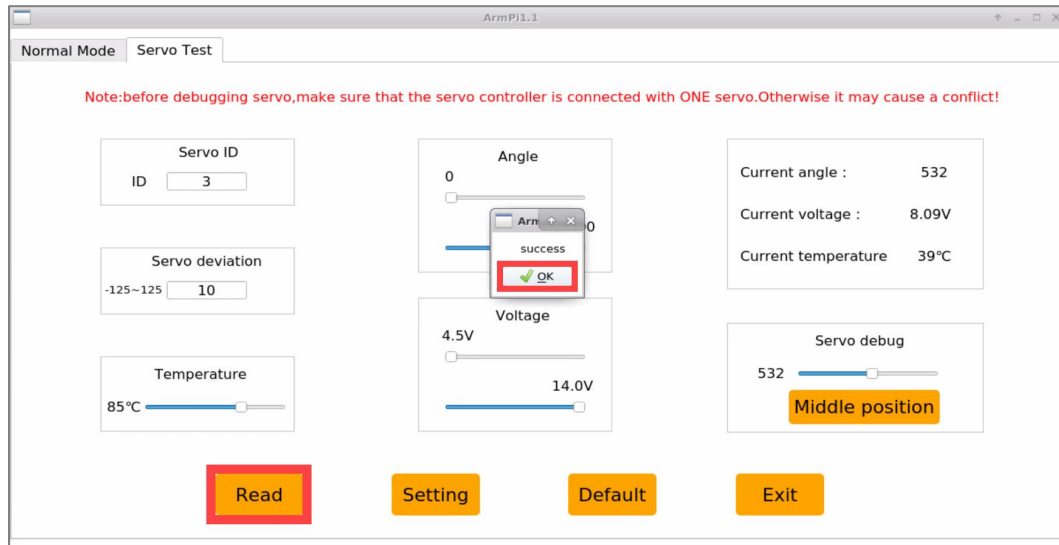 ArmPi1.1
Normal Mode Servo Test
Note:before debugging servo,make sure that the servo controller is connected with ONE servo.Otherwise it may cause a conflict!
Servo ID
ID 3
Servo deviation
-125~125 10
Temperature
85℃
Angle
0
Voltage
4.5V
14.0V
success
OK
Current angle : 532
Current voltage : 8.09V
Current temperature 39℃
Servo debug
532
Middle position
Read Setting Default Exit